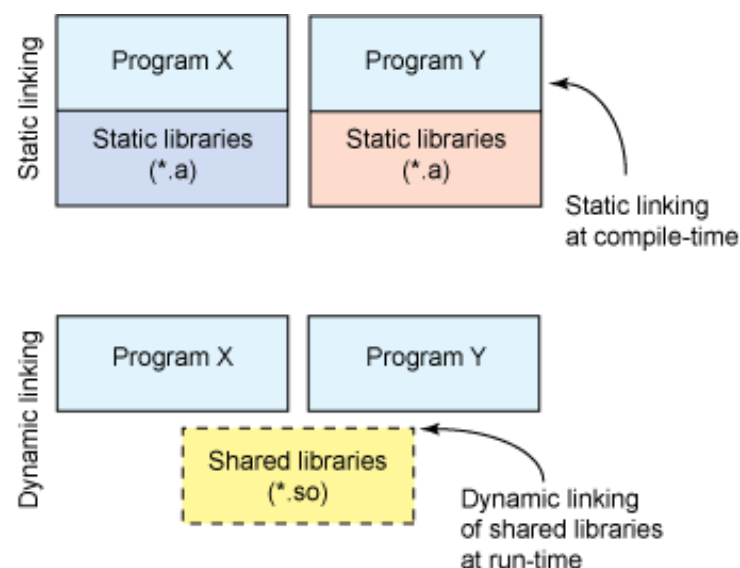 Static linking
Program X
Static libraries
(*.a)
Program Y
Static libraries
(*.a)
Static linking
at compile-time
Dynamic linking
Program X
Program Y
Shared libraries
(*.so)
Dynamic linking
of shared libraries
at run-time